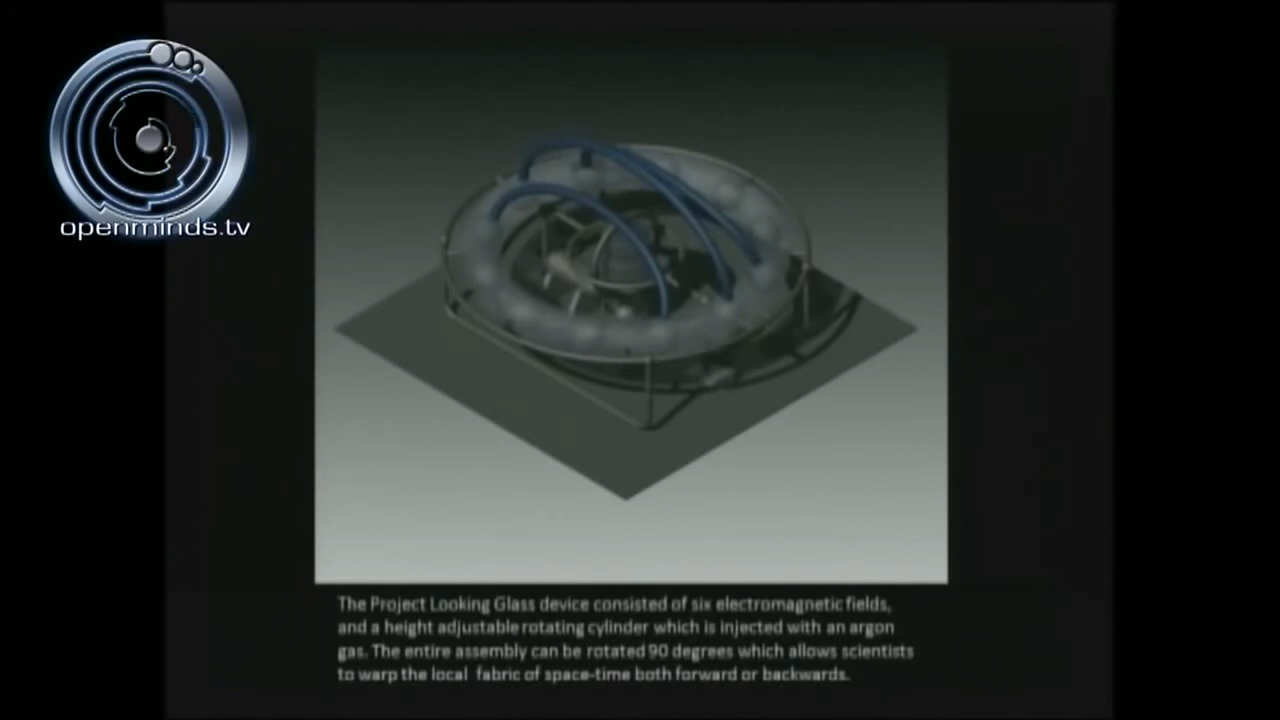 openminds.tv
The Project Looking Glass device consisted of six electromagnetic fields,
and a height adjustable rotating cylinder which is injected with an argon
gas. The entire assembly can be rotated 90 degrees which allows scientists
to warp the local fabric of space-time both forward or backwards.